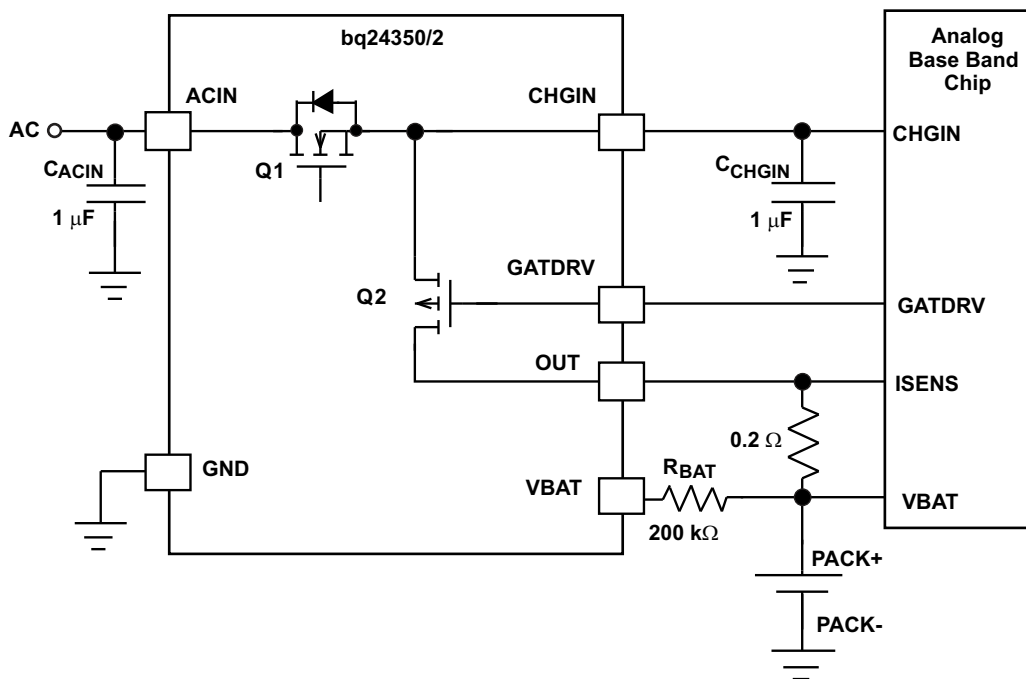 bq24350/2
Analog
Base Band
Chip
ACIN
CHGIN
AC
CHGIN
CACIN
1 μF
Q1
CCHGIN
1 μF
GATDRV
Q2
GATDRV
OUT
ISENS
0.2 Ω
GND
RBAT
VBAT
200 kΩ
VBAT
PACK+
PACK-